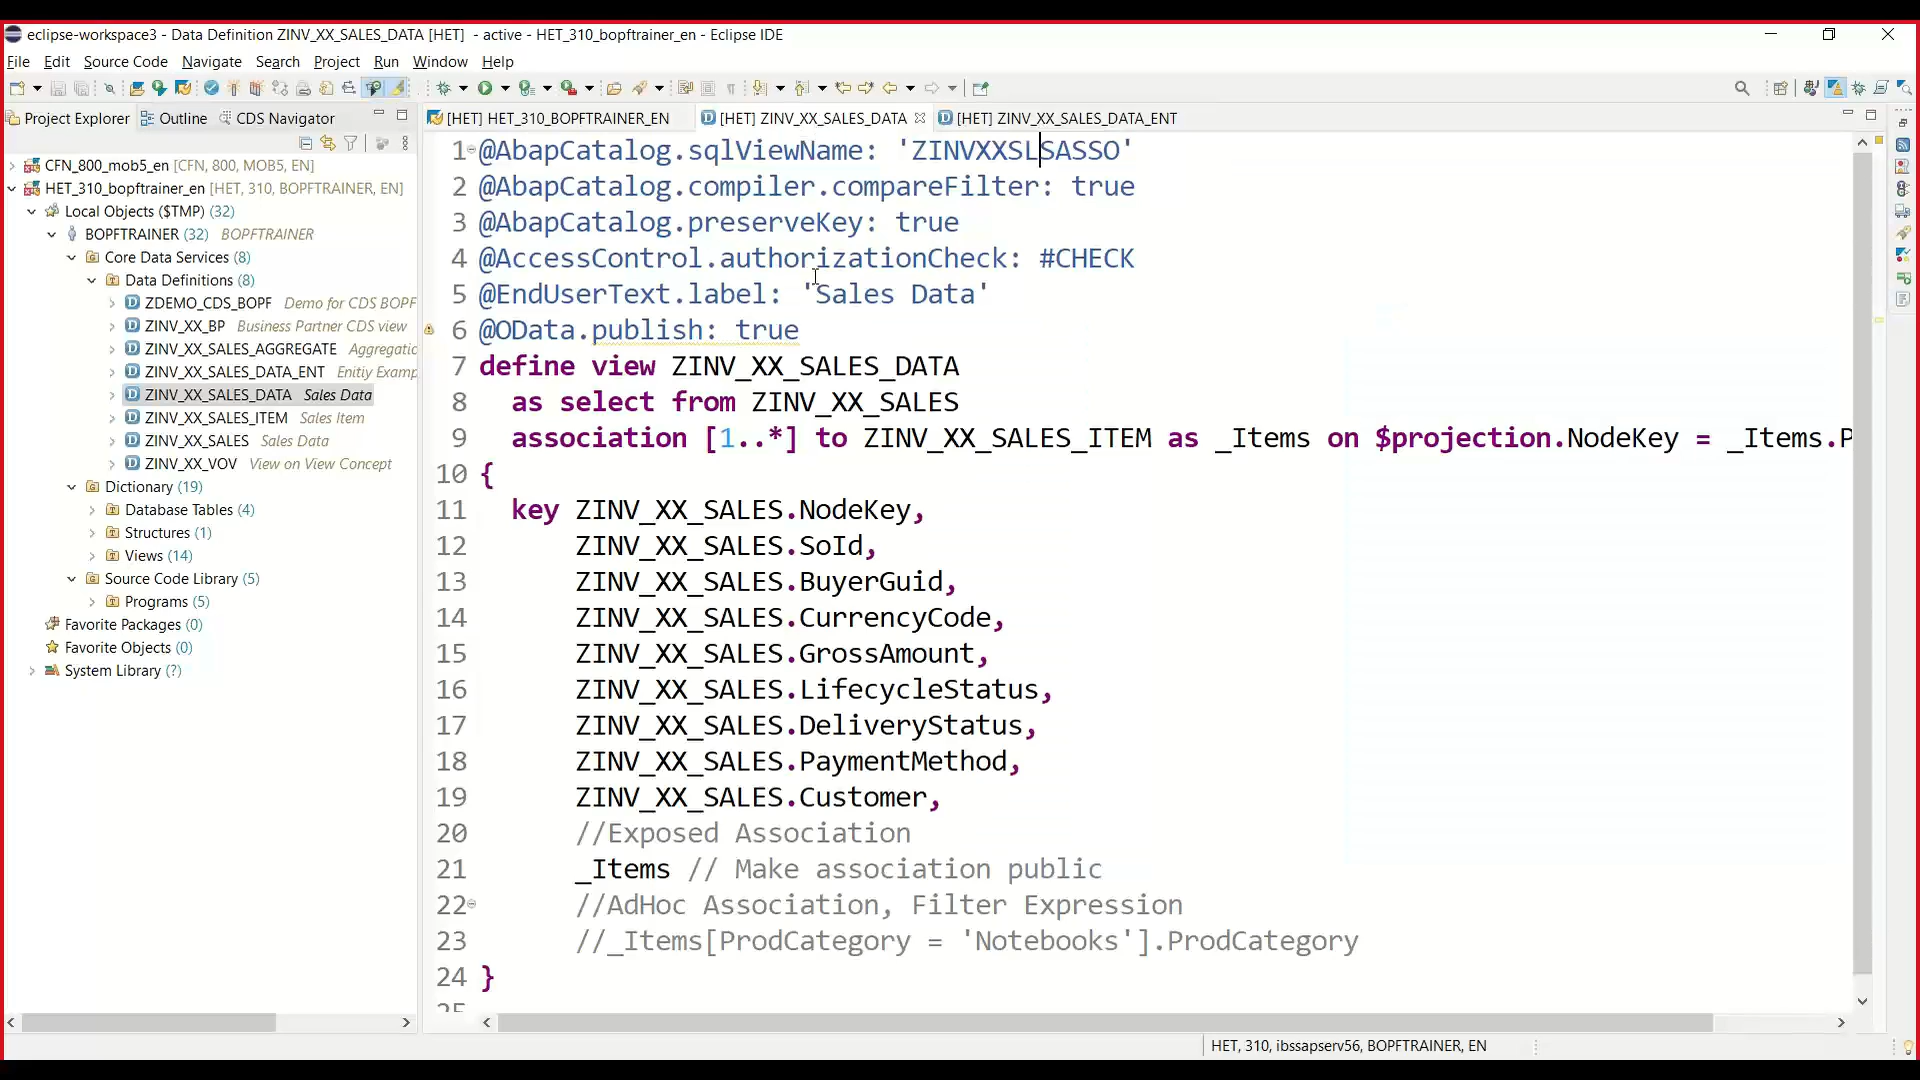 eclipse-workspace3 - Data Definition ZINV_XX_SALES_DATA [HET] - active - HET_310_bopftrainer_en - Eclipse IDE
File Edit Source Code Navigate Search Project Run Window Help
Project Explorer Outline CDS Navigator
[HET] HET_310_BOPFTRAINER_EN [HET] ZINV_XX_SALES_DATA [HET] ZINV_XX_SALES_DATA_ENT
CFN_800_mob5_en [CFN, 800, MOB5, EN]
HET_310_bopftrainer_en [HET, 310, BOPFTRAINER, EN]
Local Objects ($TMP) (32)
BOPFTRAINER (32) BOPFTRAINER
Core Data Services (8)
Data Definitions (8)
ZDEMO_CDS_BOPF Demo for CDS BOPF
ZINV_XX_BP Business Partner CDS view
ZINV_XX_SALES_AGGREGATE Aggregatio
ZINV_XX_SALES_DATA_ENT Enitiy Examp
ZINV_XX_SALES_DATA Sales Data
ZINV_XX_SALES_ITEM Sales Item
ZINV_XX_SALES Sales Data
ZINV_XX_VOV View on View Concept
Dictionary (19)
Database Tables (4)
Structures (1)
Views (14)
Source Code Library (5)
Programs (5)
Favorite Packages (0)
Favorite Objects (0)
System Library (?)
1 @AbapCatalog.sqlViewName: 'ZINVXXSLSASSO'
2 @AbapCatalog.compiler.compareFilter: true
3 @AbapCatalog.preserveKey: true
4 @AccessControl.authorizationCheck: #CHECK
5 @EndUserText.label: 'Sales Data'
6 @OData.publish: true
7 define view ZINV_XX_SALES_DATA
8 as select from ZINV_XX_SALES
9 association [1..*] to ZINV_XX_SALES_ITEM as _Items on $projection.NodeKey = _Items.P
10 {
11 key ZINV_XX_SALES.NodeKey,
12 ZINV_XX_SALES.SoId,
13 ZINV_XX_SALES.BuyerGuid,
14 ZINV_XX_SALES.CurrencyCode,
15 ZINV_XX_SALES.GrossAmount,
16 ZINV_XX_SALES.LifecycleStatus,
17 ZINV_XX_SALES.DeliveryStatus,
18 ZINV_XX_SALES.PaymentMethod,
19 ZINV_XX_SALES.Customer,
20 //Exposed Association
21 _Items // Make association public
22 //AdHoc Association, Filter Expression
23 //_Items[ProdCategory = 'Notebooks'].ProdCategory
24 }
25
HET, 310, ibssapserv56, BOPFTRAINER, EN